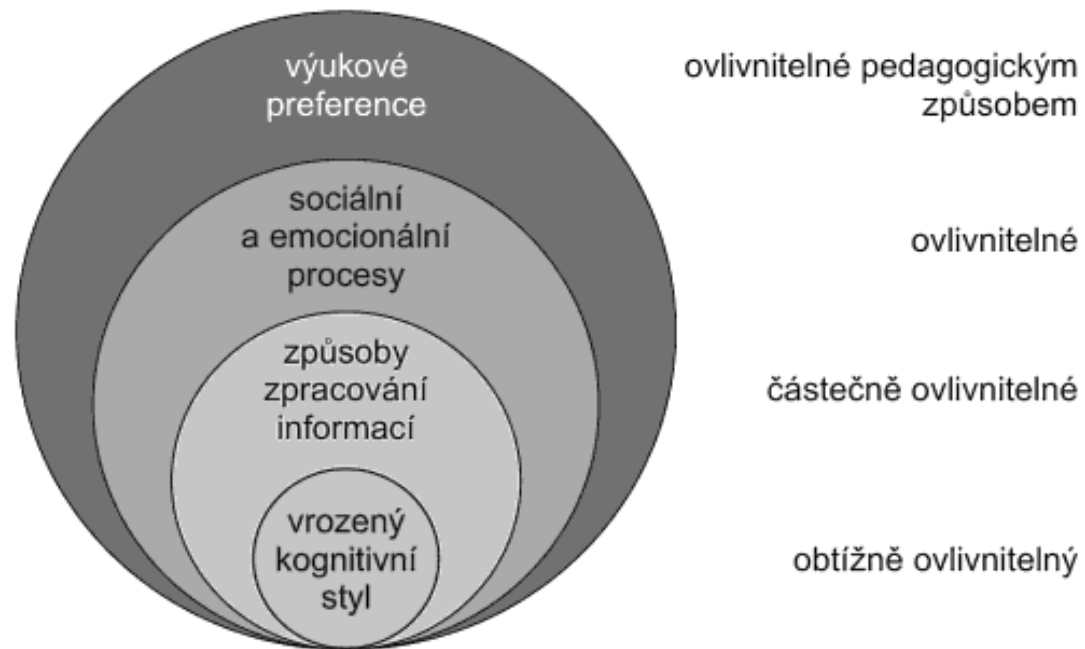 výukové
preference
ovlivnitelné pedagogickým
způsobem
sociální
a emocionální
procesy
ovlivnitelné
způsoby
zpracování
informací
částečně ovlivnitelné
vrozený
kognitivní
styl
obtížně ovlivnitelný